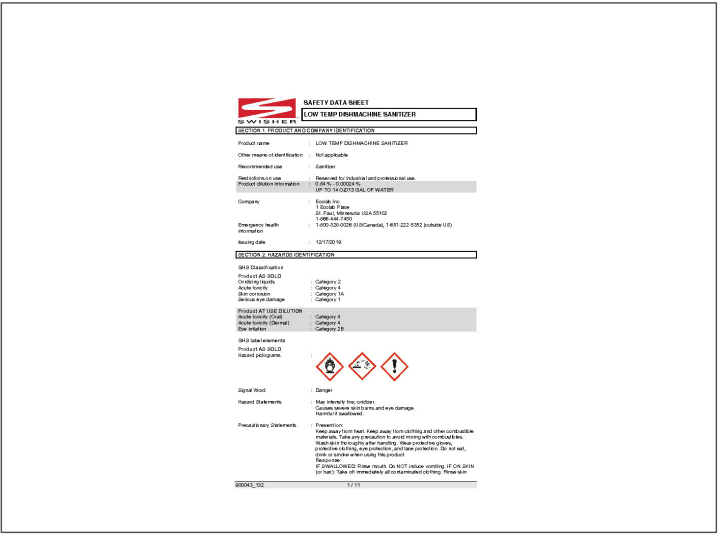 SWISHER
SAFETY DATA SHEET
LOW TEMP DISHMACHINE SANITIZER
SECTION 1. PRODUCT AND COMPANY IDENTIFICATION
Product name : LOW TEMP DISHMACHINE SANITIZER
Other means of identification : Not applicable
Recommended use : Sanitizer
Restrictions on use : Reserved for industrial and professional use.
Product dilution information : 0.84 % - 0.00024 %
UP TO 14 OZ/13 GAL OF WATER
Company : Ecolab Inc.
1 Ecolab Place
St. Paul, Minnesota USA 55102
1-866-444-7450
Emergency health information : 1-800-328-0026 (US/Canada), 1-651-222-5352 (outside US)
Issuing date : 12/17/2019
SECTION 2. HAZARDS IDENTIFICATION
GHS Classification
Product AS SOLD
Oxidizing liquids : Category 2
Acute toxicity : Category 4
Skin corrosion : Category 1A
Serious eye damage : Category 1
Product AT USE DILUTION
Acute toxicity (Oral) : Category 4
Acute toxicity (Dermal) : Category 4
Eye irritation : Category 2B
GHS label elements
Product AS SOLD
Hazard pictograms :
Signal Word : Danger
Hazard Statements : May intensify fire; oxidizer.
Causes severe skin burns and eye damage.
Harmful if swallowed.
Precautionary Statements : Prevention:
Keep away from heat. Keep away from clothing and other combustible
materials. Take any precaution to avoid mixing with combustibles.
Wash skin thoroughly after handling. Wear protective gloves,
protective clothing, eye protection, and face protection. Do not eat,
drink or smoke when using this product.
Response:
IF SWALLOWED: Rinse mouth. Do NOT induce vomiting. IF ON SKIN
(or hair): Take off immediately all contaminated clothing. Rinse skin
900043_132 1 / 11